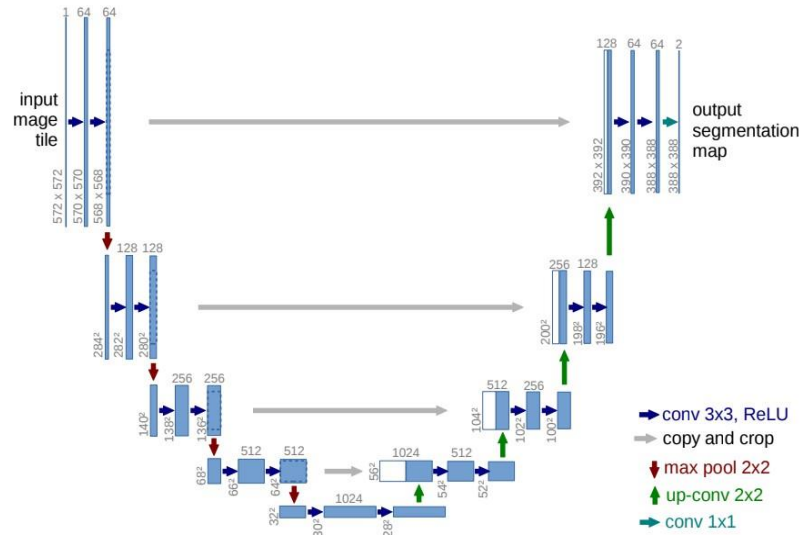 1 64 64
128 64 64 2
input
mage
tile
output
segmentation
map
572 x 572
570 x 570
568 x 568
392 x 392
390 x 390
388 x 388
388 x 388
128 128
256 128
284²
282²
280²
200²
198²
196²
256 256
512 256
140²
138²
136²
104²
102²
100²
512 512
1024 512
68²
66²
64²
56²
54²
52²
1024
32²
30²
28²
conv 3x3, ReLU
copy and crop
max pool 2x2
up-conv 2x2
conv 1x1